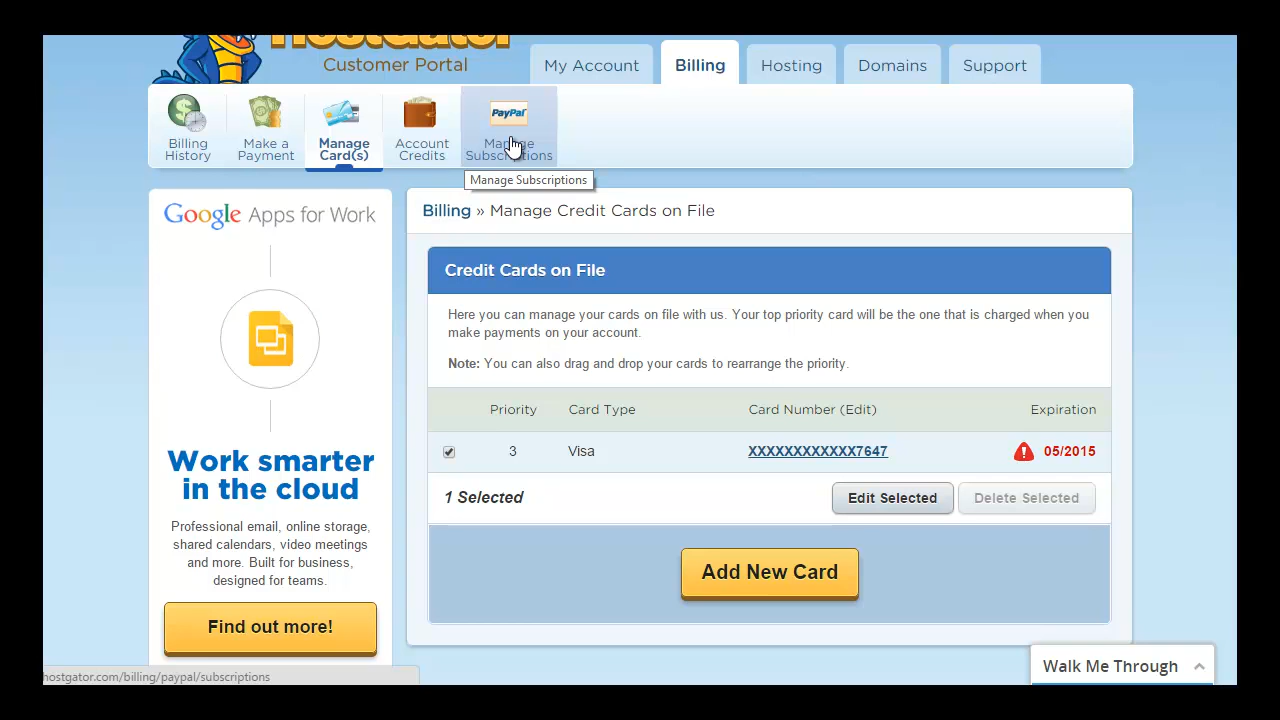 HostGator
Customer Portal
My Account
Billing
Hosting
Domains
Support
Billing
History
Make a
Payment
Manage
Card(s)
Account
Credits
PayPal
Manage
Subscriptions
Manage Subscriptions
Google Apps for Work
Work smarter
in the cloud
Professional email, online storage,
shared calendars, video meetings
and more. Built for business,
designed for teams.
Find out more!
Billing » Manage Credit Cards on File
Credit Cards on File
Here you can manage your cards on file with us. Your top priority card will be the one that is charged when you
make payments on your account.
Note: You can also drag and drop your cards to rearrange the priority.
Priority Card Type Card Number (Edit) Expiration
3 Visa XXXXXXXXXXXX7647 05/2015
1 Selected
Edit Selected
Delete Selected
Add New Card
Walk Me Through
hostgator.com/billing/paypal/subscriptions